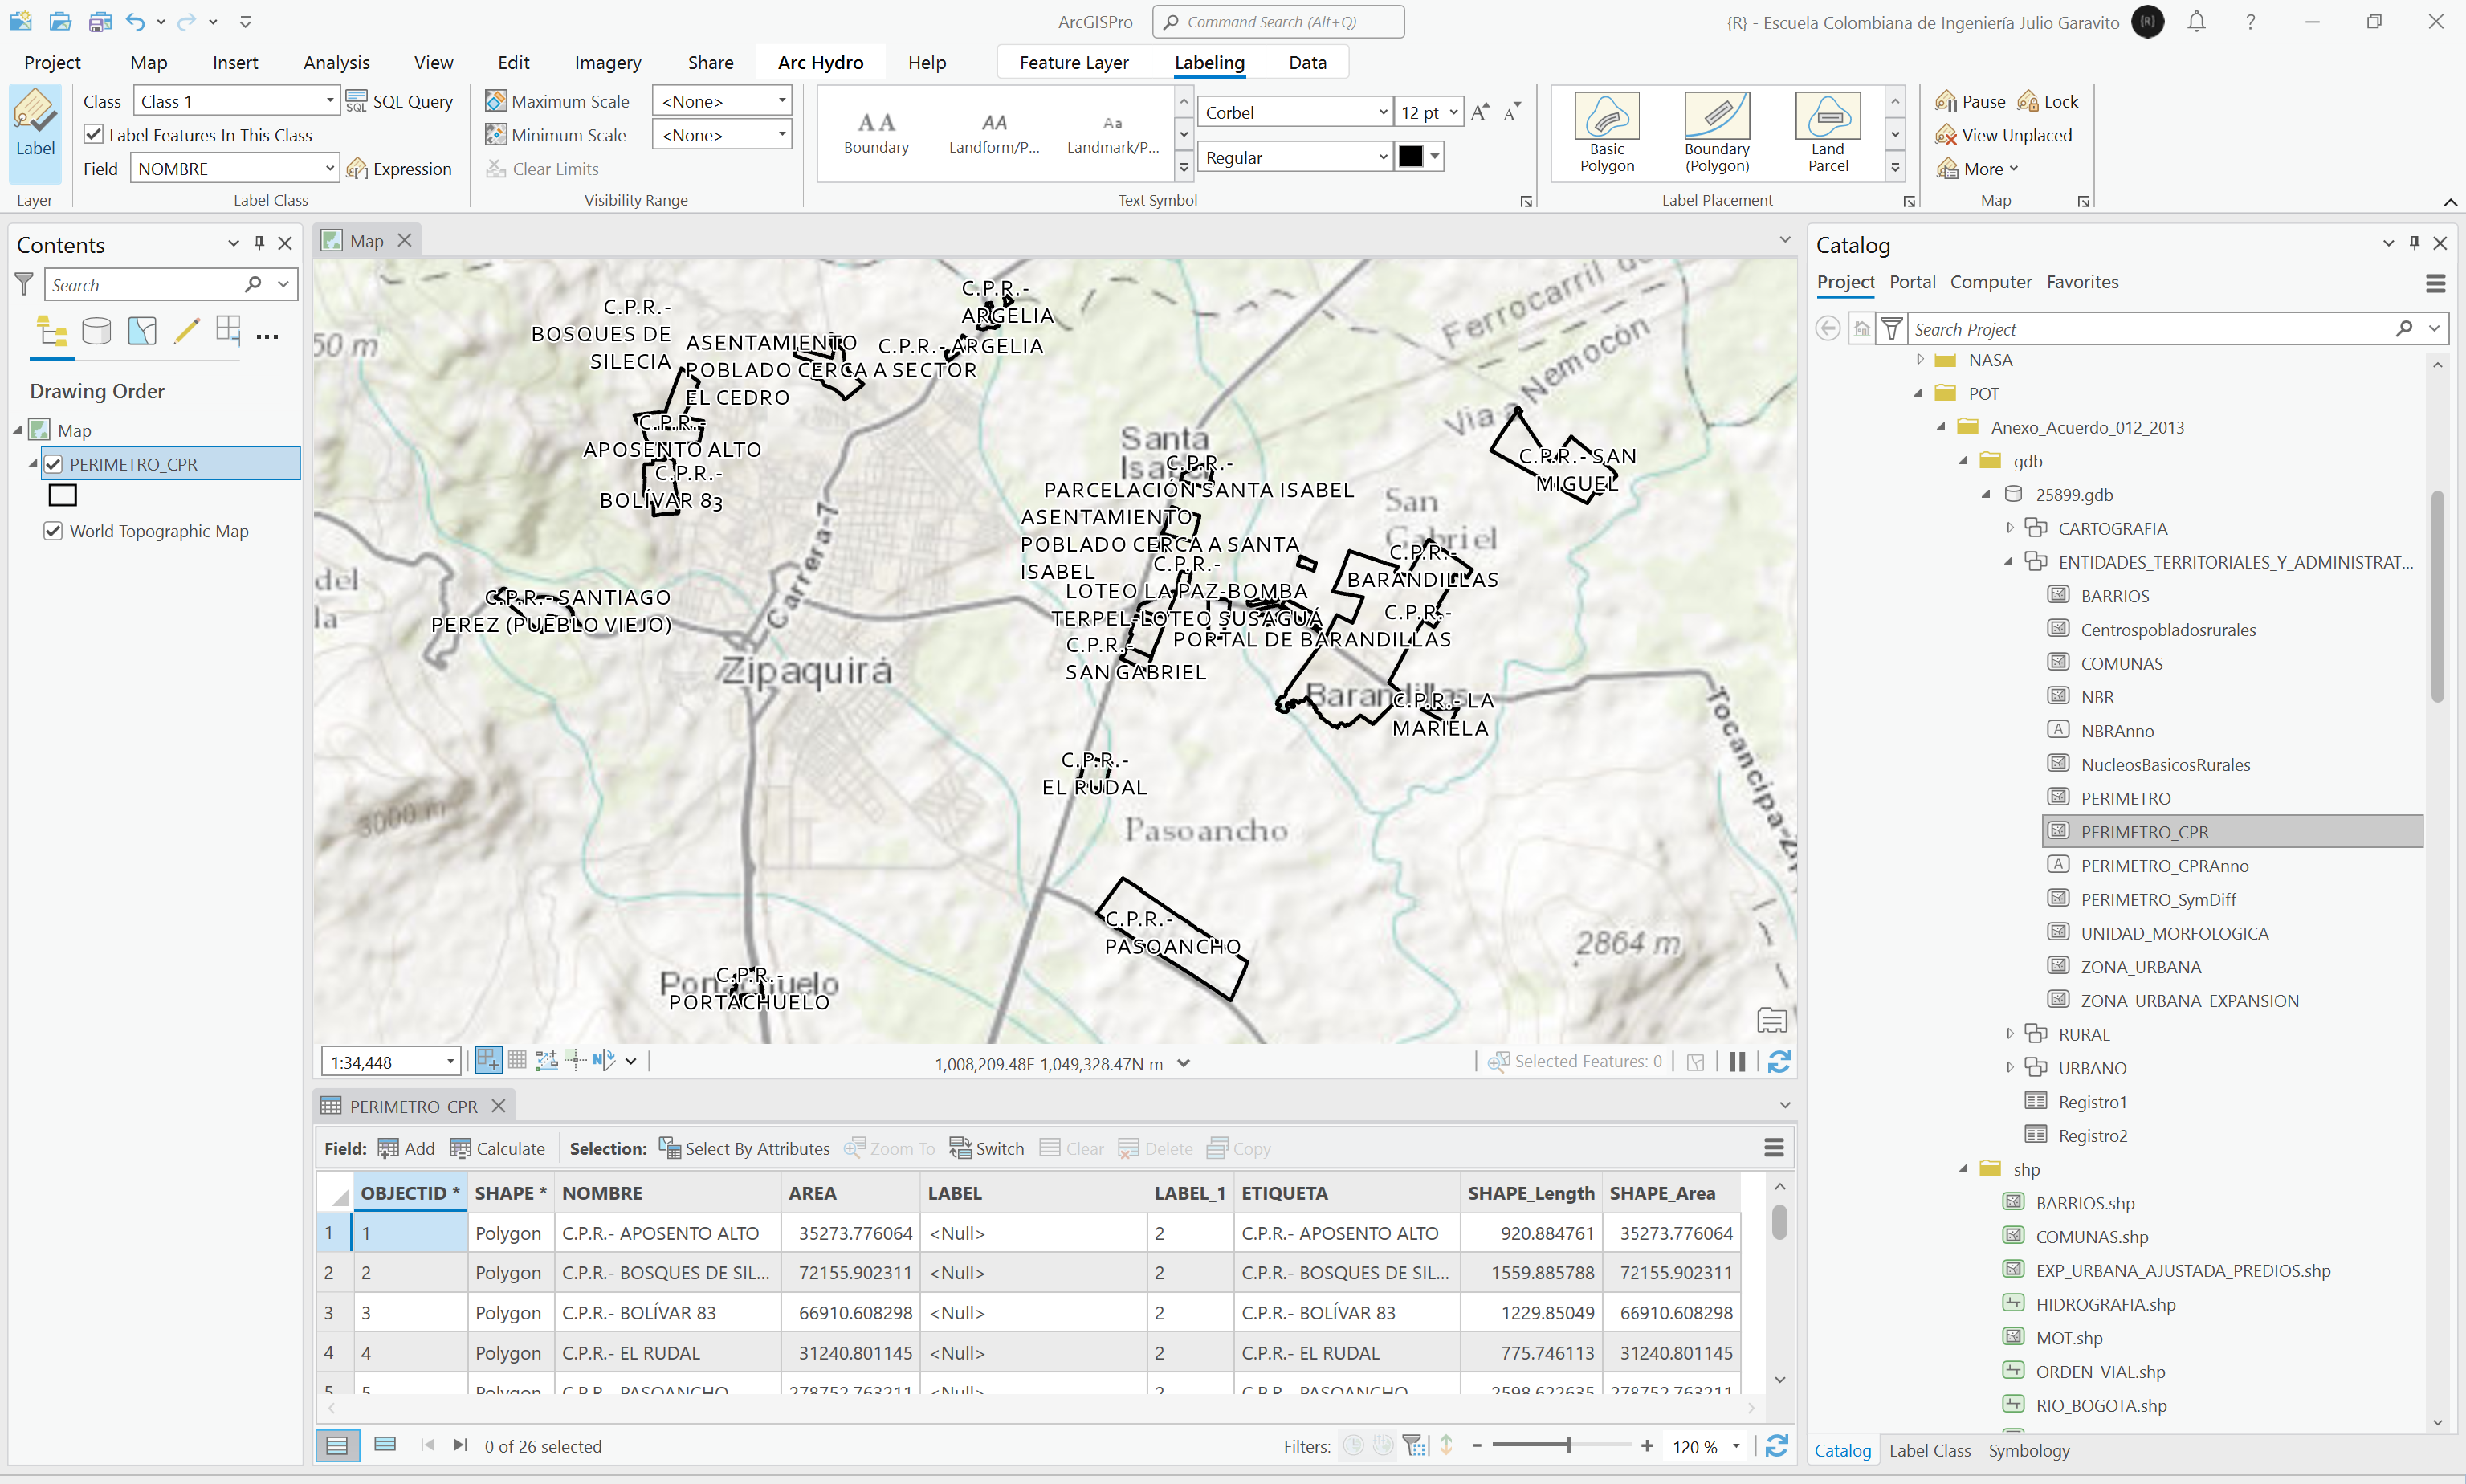 ArcGISPro
Command Search (Alt+Q)
{R} - Escuela Colombiana de Ingeniería Julio Garavito
{R}
?
Project Map Insert Analysis View Edit Imagery Share Arc Hydro Help Feature Layer Labeling Data
Label
Layer
Class Class 1 SQL Query
Label Features In This Class
Field NOMBRE Expression
Label Class
Maximum Scale <None>
Minimum Scale <None>
Clear Limits
Visibility Range
AA AA Aa
Boundary Landform/P... Landmark/P...
Corbel 12 pt
Regular
Text Symbol
Basic Polygon
Boundary (Polygon)
Land Parcel
Label Placement
Pause Lock
View Unplaced
More
Map
Contents
Search
Drawing Order
Map
PERIMETRO_CPR
World Topographic Map
Map
C.P.R.-
ARGELIA
C.P.R.- ARGELIA
C.P.R.-
BOSQUES DE
SILECIA
ASENTAMIENTO
POBLADO CERCA A SECTOR
EL CEDRO
50 m
C.P.R.-
APOSENTO ALTO
C.P.R.-
BOLÍVAR 83
Carrera-7
Ferrocarril de
Via a Nemocón
C.P.R.- SAN
MIGUEL
Santa
Isabel
C.P.R.-
PARCELACIÓN SANTA ISABEL
ASENTAMIENTO
POBLADO CERCA A SANTA
ISABEL
San
Gabriel
C.P.R.-
BARANDILLAS
C.P.R.-
LOTEO LA PAZ-BOMBA
TERPEL-LOTEO SUSAGUÁ
C.P.R.-
PORTAL DE BARANDILLAS
C.P.R.-
SAN GABRIEL
del
la
C.P.R.- SANTIAGO
PEREZ (PUEBLO VIEJO)
Zipaquirá
Barandillas
C.P.R.- LA
MARIELA
C.P.R.-
EL RUDAL
3000 m
Pasoancho
C.P.R.-
PASOANCHO
2864 m
Portachuelo
C.P.R.-
PORTACHUELO
1:34,448
1,008,209.48E 1,049,328.47N m
Selected Features: 0
PERIMETRO_CPR
Field: Add Calculate Selection: Select By Attributes Zoom To Switch Clear Delete Copy
OBJECTID * SHAPE * NOMBRE AREA LABEL LABEL_1 ETIQUETA SHAPE_Length SHAPE_Area
1 1 Polygon C.P.R.- APOSENTO ALTO 35273.776064 <Null> 2 C.P.R.- APOSENTO ALTO 920.884761 35273.776064
2 2 Polygon C.P.R.- BOSQUES DE SIL... 72155.902311 <Null> 2 C.P.R.- BOSQUES DE SIL... 1559.885788 72155.902311
3 3 Polygon C.P.R.- BOLÍVAR 83 66910.608298 <Null> 2 C.P.R.- BOLÍVAR 83 1229.85049 66910.608298
4 4 Polygon C.P.R.- EL RUDAL 31240.801145 <Null> 2 C.P.R.- EL RUDAL 775.746113 31240.801145
5 5 Polygon C.P.R.- PASOANCHO 278752.763211 <Null> 2 C.P.R.- PASOANCHO 2598.622635 278752.763211
0 of 26 selected
Filters:
120 %
Catalog
Project Portal Computer Favorites
Search Project
NASA
POT
Anexo_Acuerdo_012_2013
gdb
25899.gdb
CARTOGRAFIA
ENTIDADES_TERRITORIALES_Y_ADMINISTRAT...
BARRIOS
Centrospobladosrurales
COMUNAS
NBR
NBRAnno
NucleosBasicosRurales
PERIMETRO
PERIMETRO_CPR
PERIMETRO_CPRAnno
PERIMETRO_SymDiff
UNIDAD_MORFOLOGICA
ZONA_URBANA
ZONA_URBANA_EXPANSION
RURAL
URBANO
Registro1
Registro2
shp
BARRIOS.shp
COMUNAS.shp
EXP_URBANA_AJUSTADA_PREDIOS.shp
HIDROGRAFIA.shp
MOT.shp
ORDEN_VIAL.shp
RIO_BOGOTA.shp
Catalog Label Class Symbology